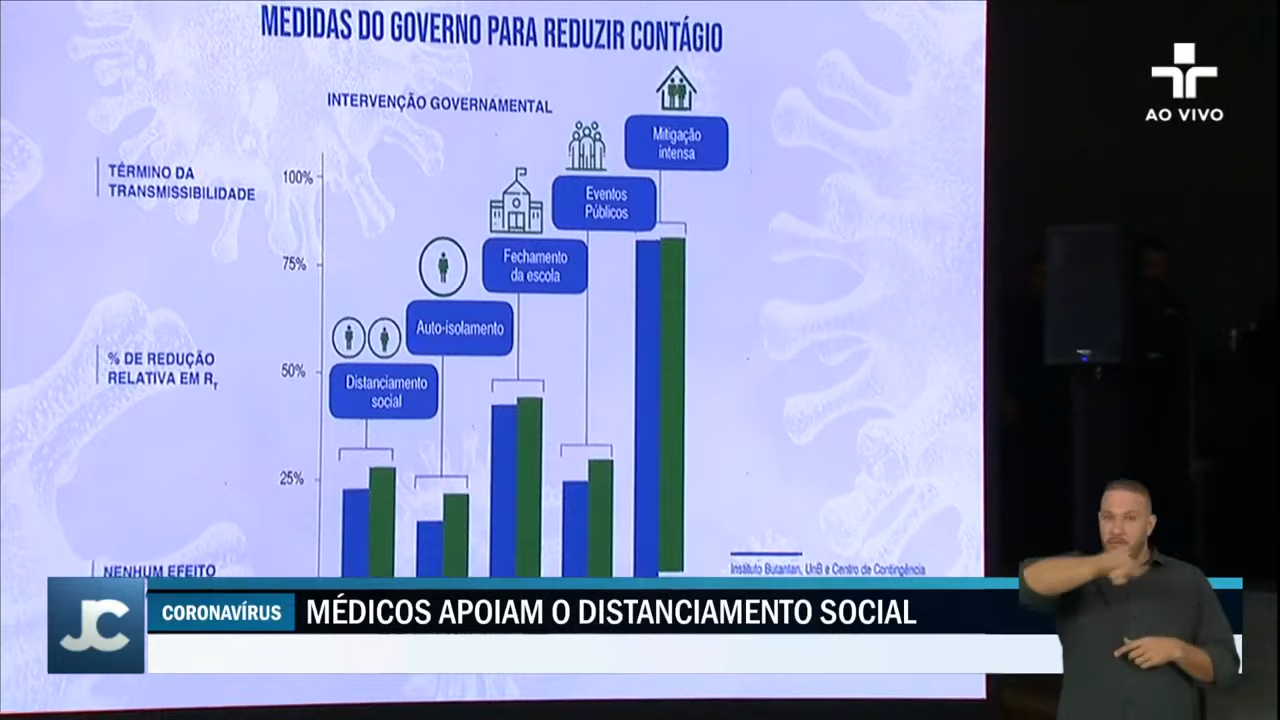 MEDIDAS DO GOVERNO PARA REDUZIR CONTÁGIO
INTERVENÇÃO GOVERNAMENTAL
AO VIVO
Mitigação
intensa
TÉRMINO DA
TRANSMISSIBILIDADE
100%
Eventos
Públicos
75%
Fechamento
da escola
Auto-isolamento
% DE REDUÇÃO
RELATIVA EM Rт
50%
Distanciamento
social
25%
NENHUM EFEITO
Instituto Butantan, UnB e Centro de Contingência
JC
CORONAVÍRUS
MÉDICOS APOIAM O DISTANCIAMENTO SOCIAL